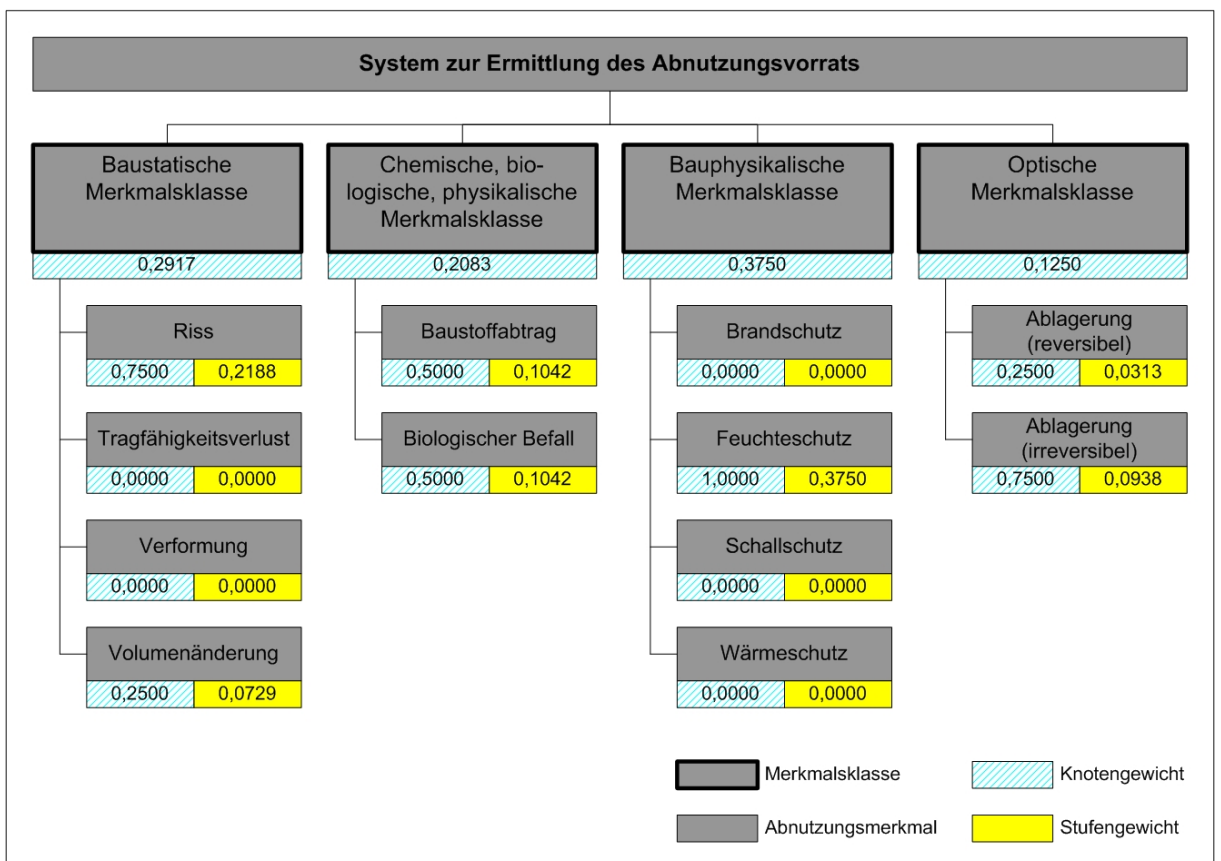 System zur Ermittlung des Abnutzungsvorrats
Baustatische
Merkmalsklasse
0,2917
Riss
0,7500 0,2188
Tragfähigkeitsverlust
0,0000 0,0000
Verformung
0,0000 0,0000
Volumenänderung
0,2500 0,0729
Chemische, bio-
logische, physikalische
Merkmalsklasse
0,2083
Baustoffabtrag
0,5000 0,1042
Biologischer Befall
0,5000 0,1042
Bauphysikalische
Merkmalsklasse
0,3750
Brandschutz
0,0000 0,0000
Feuchteschutz
1,0000 0,3750
Schallschutz
0,0000 0,0000
Wärmeschutz
0,0000 0,0000
Optische
Merkmalsklasse
0,1250
Ablagerung
(reversibel)
0,2500 0,0313
Ablagerung
(irreversibel)
0,7500 0,0938
Merkmalsklasse
Knotengewicht
Abnutzungsmerkmal
Stufengewicht